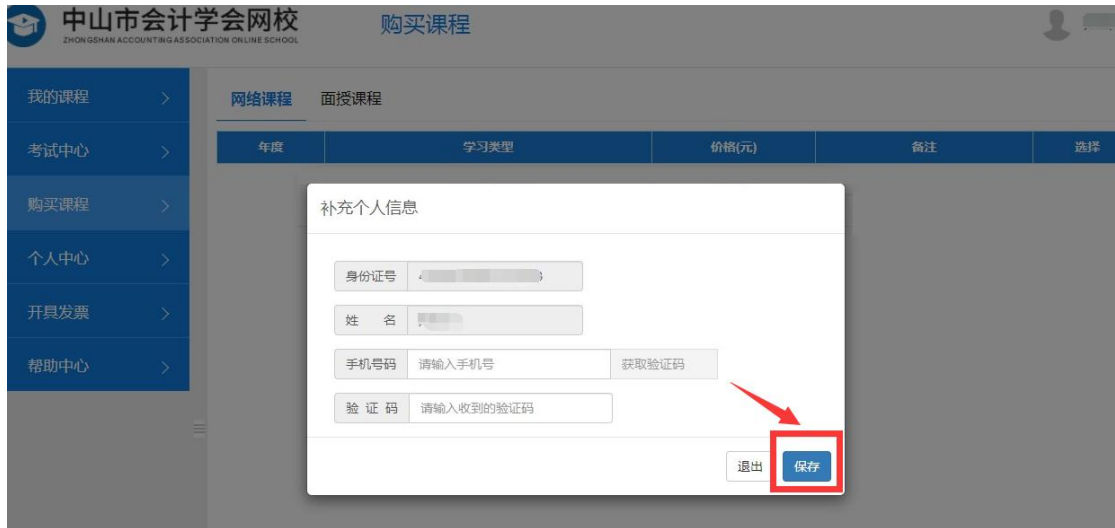 中山市会计学会网校
ZHONGSHAN ACCOUNTING ASSOCIATION ONLINE SCHOOL
购买课程
我的课程
考试中心
购买课程
个人中心
开具发票
帮助中心
网络课程 面授课程
年度 学习类型 价格(元) 备注 选择
补充个人信息
身份证号
姓 名
手机号码 请输入手机号 获取验证码
验 证 码 请输入收到的验证码
退出 保存